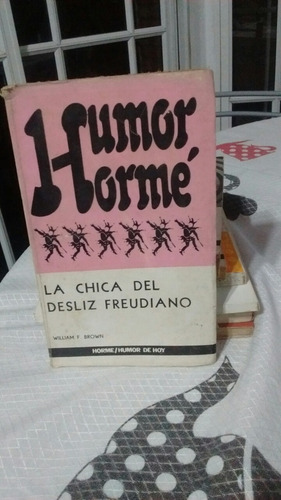 Humor
Hormé
LA CHICA DEL
DESLIZ FREUDIANO
WILLIAM F. BROWN
HORME/HUMOR DE HOY